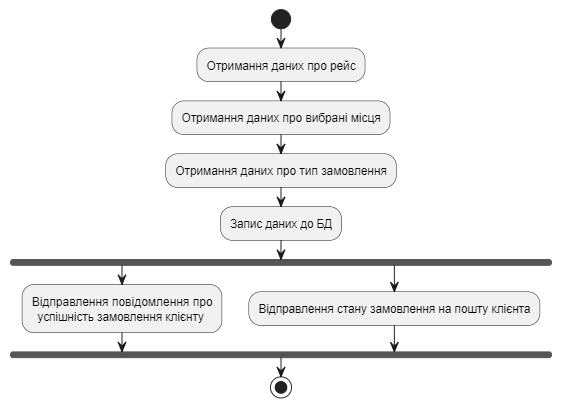 Отримання даних про рейс
Отримання даних про вибрані місця
Отримання даних про тип замовлення
Запис даних до БД
Відправлення повідомлення про
успішність замовлення клієнту
Відправлення стану замовлення на пошту клієнта